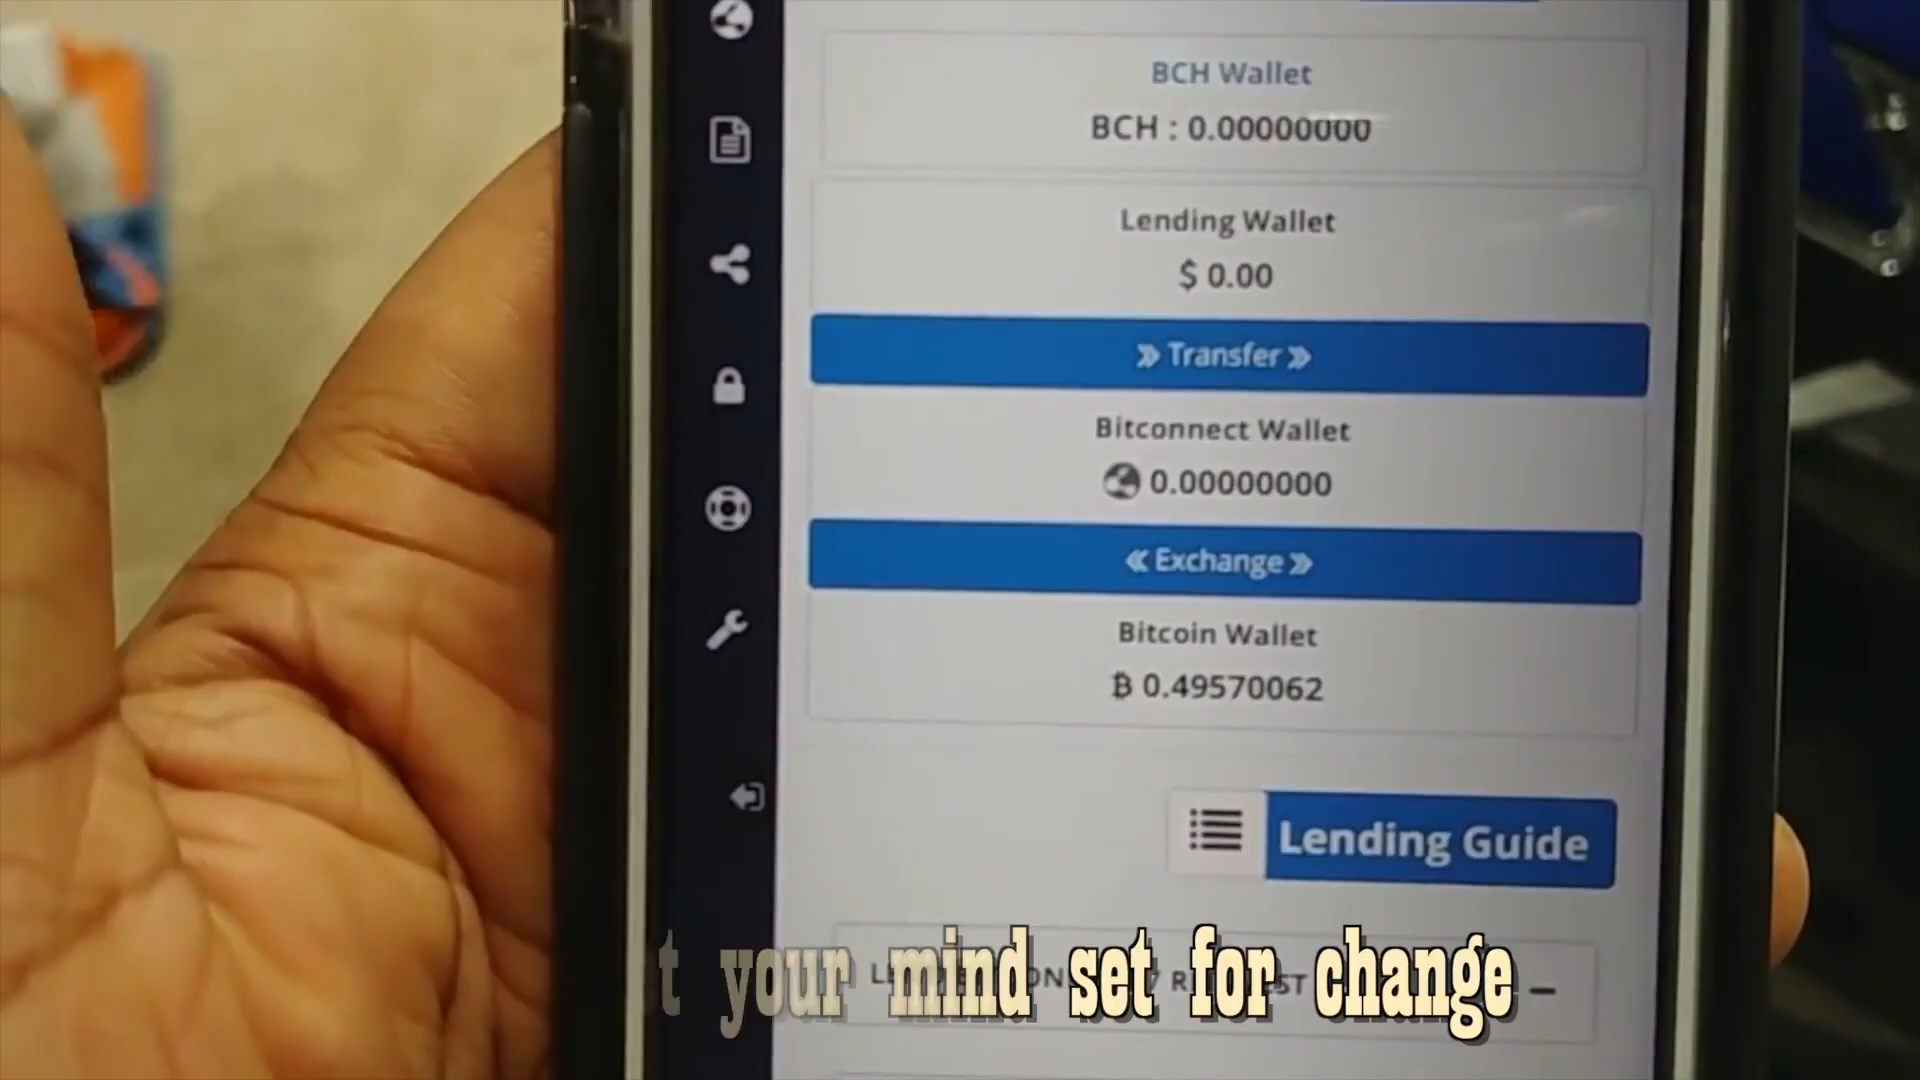 BCH Wallet
BCH : 0.00000000
Lending Wallet
$ 0.00
Transfer
Bitconnect Wallet
0.00000000
Exchange
Bitcoin Wallet
₿ 0.49570062
Lending Guide
your mind set for change